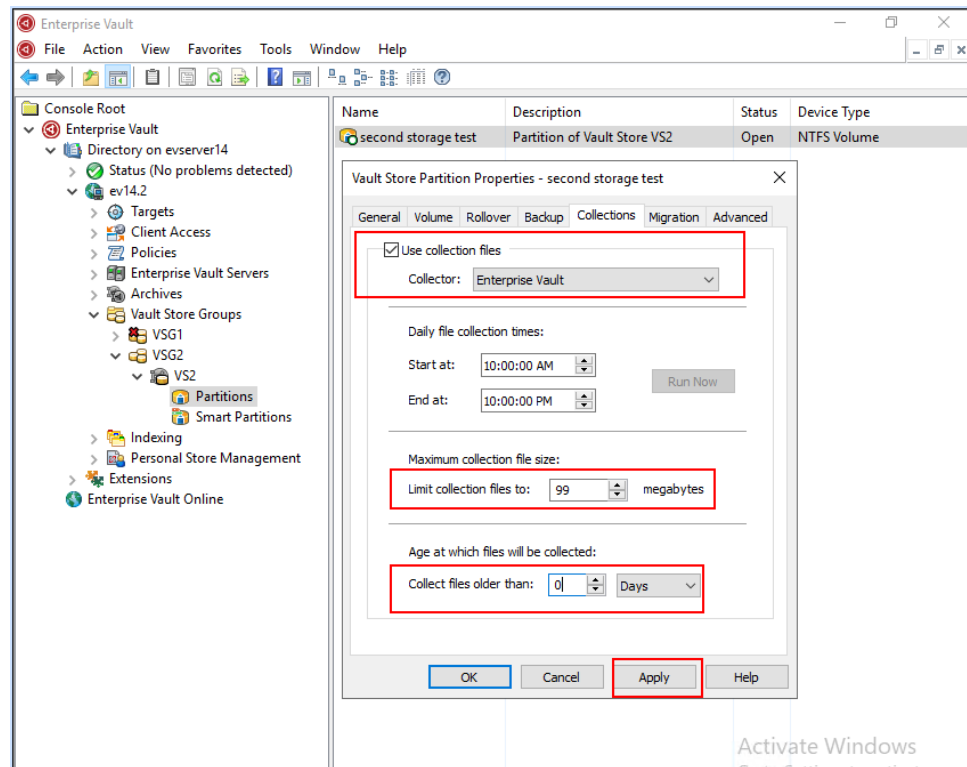 Enterprise Vault
File Action View Favorites Tools Window Help
Console Root
Enterprise Vault
Directory on evserver14
Status (No problems detected)
ev14.2
Targets
Client Access
Policies
Enterprise Vault Servers
Archives
Vault Store Groups
VSG1
VSG2
VS2
Partitions
Smart Partitions
Indexing
Personal Store Management
Extensions
Enterprise Vault Online
Name Description Status Device Type
second storage test Partition of Vault Store VS2 Open NTFS Volume
Vault Store Partition Properties - second storage test
General Volume Rollover Backup Collections Migration Advanced
Use collection files
Collector: Enterprise Vault
Daily file collection times:
Start at: 10:00:00 AM
Run Now
End at: 10:00:00 PM
Maximum collection file size:
Limit collection files to: 99 megabytes
Age at which files will be collected:
Collect files older than: 0 Days
OK Cancel Apply Help
Activate Windows